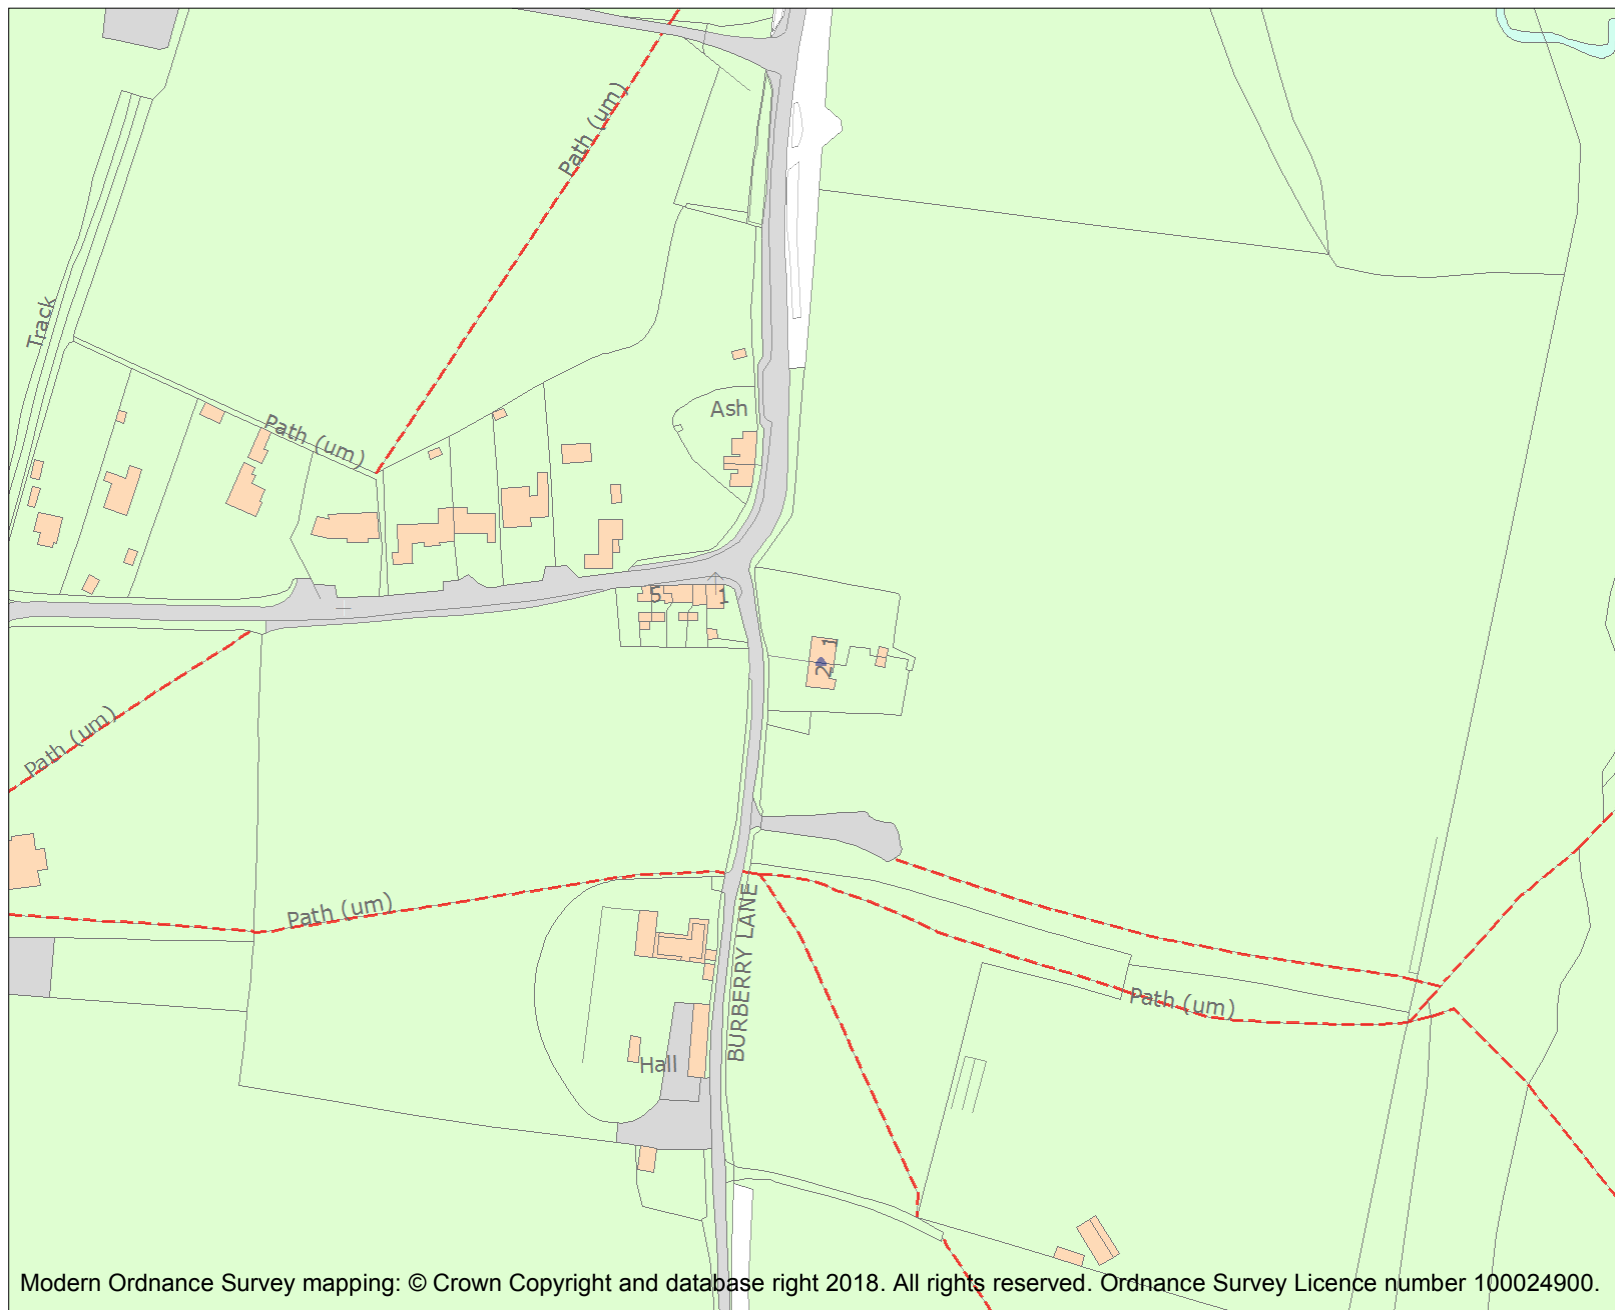 Path (um)
Track
Ash
Path (um)
5
1
1
2
Path (um)
Path (um)
BURBERRY LANE
Path (um)
Hall
Modern Ordnance Survey mapping: © Crown Copyright and database right 2018. All rights reserved. Ordnance Survey Licence number 100024900.